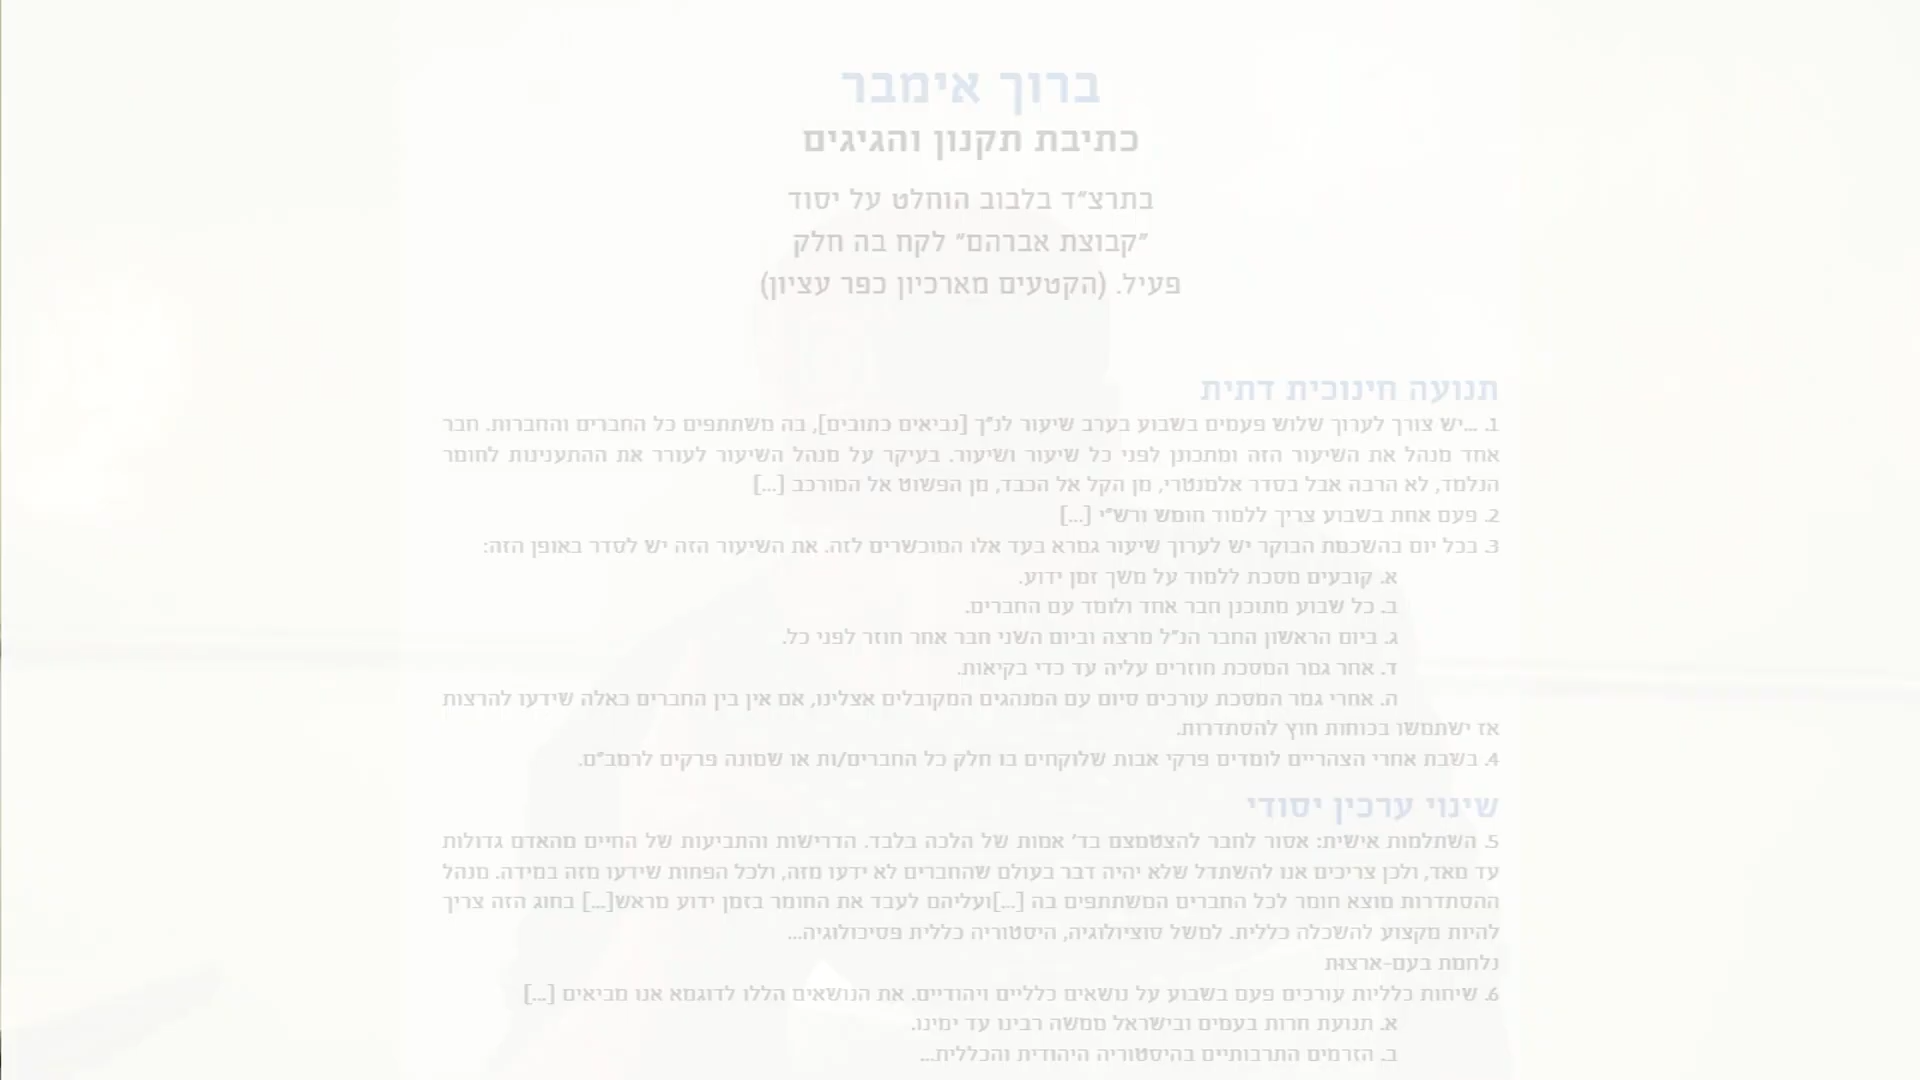 ברוך אימבר
כתיבת תקנון והגיגים
בתרצ"ד בלבוב הוחלט על יסוד
"קבוצת אברהם" לקח בה חלק
פעיל. (הקטעים מארכיון כפר עציון)
תנועה חינוכית דתית
1. ...יש צורך לערוך שלוש פעמים בשבוע בערב שיעור לנ"ך [נביאים כתובים], בה משתתפים כל החברים והחברות. חבר
אחד מנהל את השיעור הזה ומתכונן לפני כל שיעור ושיעור. בעיקר על מנהל השיעור לעורר את ההתענינות לחומר
הנלמד, לא הרבה אבל בסדר אלמנטרי, מן הקל אל הכבד, מן הפשוט אל המורכב [...]
2. פעם אחת בשבוע צריך ללמוד חומש ורש"י [...]
3. בכל יום בהשכמת הבוקר יש לערוך שיעור גמרא בעד אלו המוכשרים לזה. את השיעור הזה יש לסדר באופן הזה:
א. קובעים מסכת ללמוד על משך זמן ידוע.
ב. כל שבוע מתוכנן חבר אחד ולומד עם החברים.
ג. ביום הראשון החבר הנ"ל מרצה וביום השני חבר אחר חוזר לפני כל.
ד. אחר גמר המסכת חוזרים עליה עד כדי בקיאות.
ה. אחרי גמר המסכת עורכים סיום עם המנהגים המקובלים אצלינו, אם אין בין החברים כאלה שידעו להרצות
אז ישתמשו בכוחות חוץ להסתדרות.
4. בשבת אחרי הצהריים לומדים פרקי אבות שלוקחים בו חלק כל החברים/ות או שמונה פרקים לרמב"ם.
שינוי ערכין יסודי
5. השתלמות אישית: אסור לחבר להצטמצם בד' אמות של הלכה בלבד. הדרישות והתביעות של החיים מהאדם גדולות
עד מאד, ולכן צריכים אנו להשתדל שלא יהיה דבר בעולם שהחברים לא ידעו מזה, ולכל הפחות שידעו מזה במידה. מנהל
ההסתדרות מוצא חומר לכל החברים המשתתפים בה [...]ועליהם לעבד את החומר בזמן ידוע מראש[...] בחוג הזה צריך
להיות מקצוע להשכלה כללית. למשל סוציולוגיה, היסטוריה כללית פסיכולוגיה...
נלחמת בעם-ארצות
6. שיחות כלליות עורכים פעם בשבוע על נושאים כלליים ויהודיים. את הנושאים הללו לדוגמא אנו מביאים [...]
א. תנועת חרות בעמים ובישראל ממשה רבינו עד ימינו.
ב. הזרמים התרבותיים בהיסטוריה היהודית והכללית...